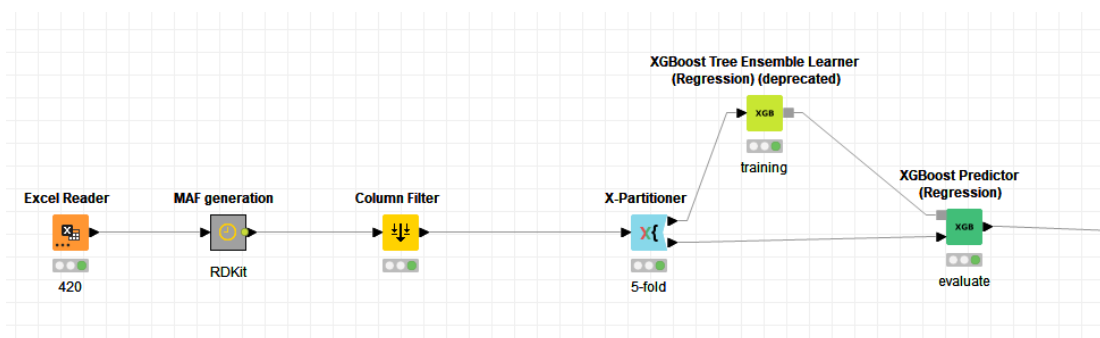 XGBoost Tree Ensemble Learner
(Regression) (deprecated)
XGB
training
XGBoost Predictor
(Regression)
XGB
evaluate
Excel Reader
X
420
MAF generation
RDKit
Column Filter
X-Partitioner
X{
5-fold